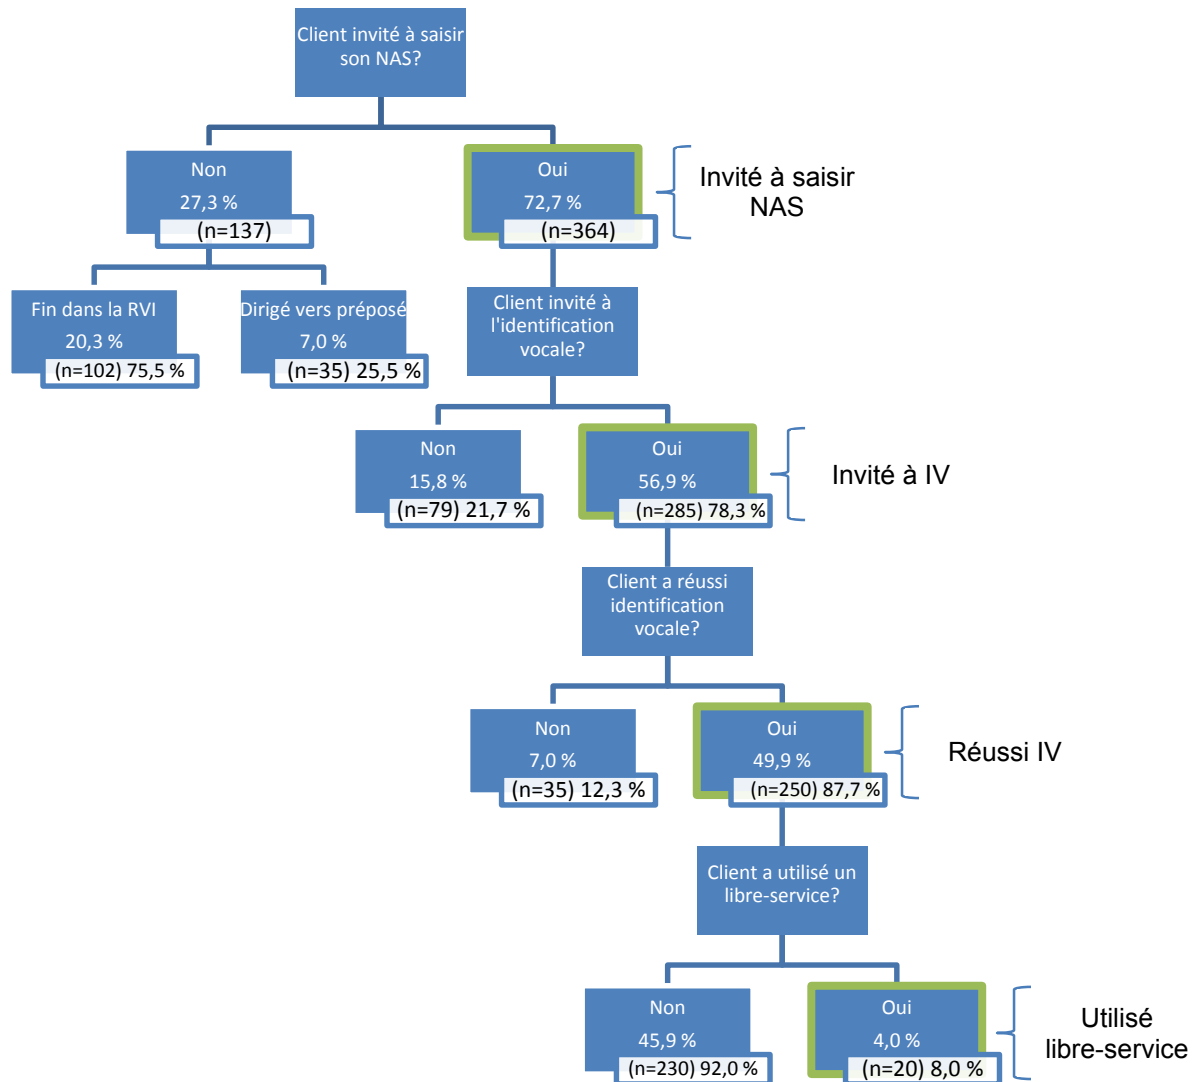 Client invité à saisir
son NAS?
Non
27,3 %
(n=137)
Oui
72,7 %
(n=364)
Invité à saisir
NAS
Fin dans la RVI
20,3 %
(n=102) 75,5 %
Dirigé vers préposé
7,0 %
(n=35) 25,5 %
Client invité à
l'identification
vocale?
Non
15,8 %
(n=79) 21,7 %
Oui
56,9 %
(n=285) 78,3 %
Invité à IV
Client a réussi
identification
vocale?
Non
7,0 %
(n=35) 12,3 %
Oui
49,9 %
(n=250) 87,7 %
Réussi IV
Client a utilisé un
libre-service?
Non
45,9 %
(n=230) 92,0 %
Oui
4,0 %
(n=20) 8,0 %
Utilisé
libre-service